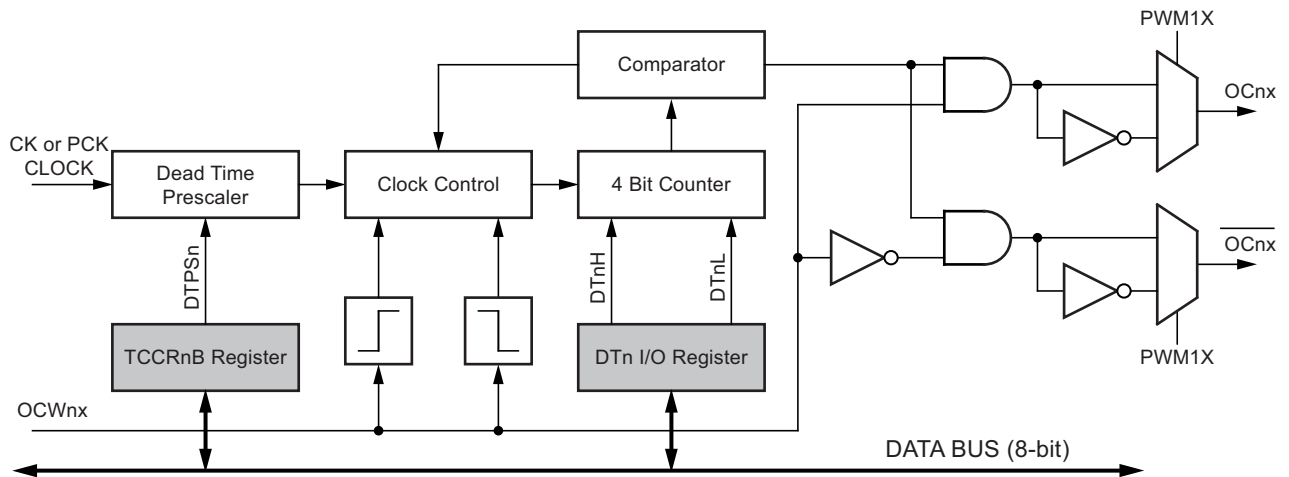 PWM1X
Comparator
OCnx
CK or PCK
CLOCK
Dead Time
Prescaler
Clock Control
4 Bit Counter
OCnx
DTPSn
DTnH
DTnL
TCCRnB Register
DTn I/O Register
PWM1X
OCWnx
DATA BUS (8-bit)